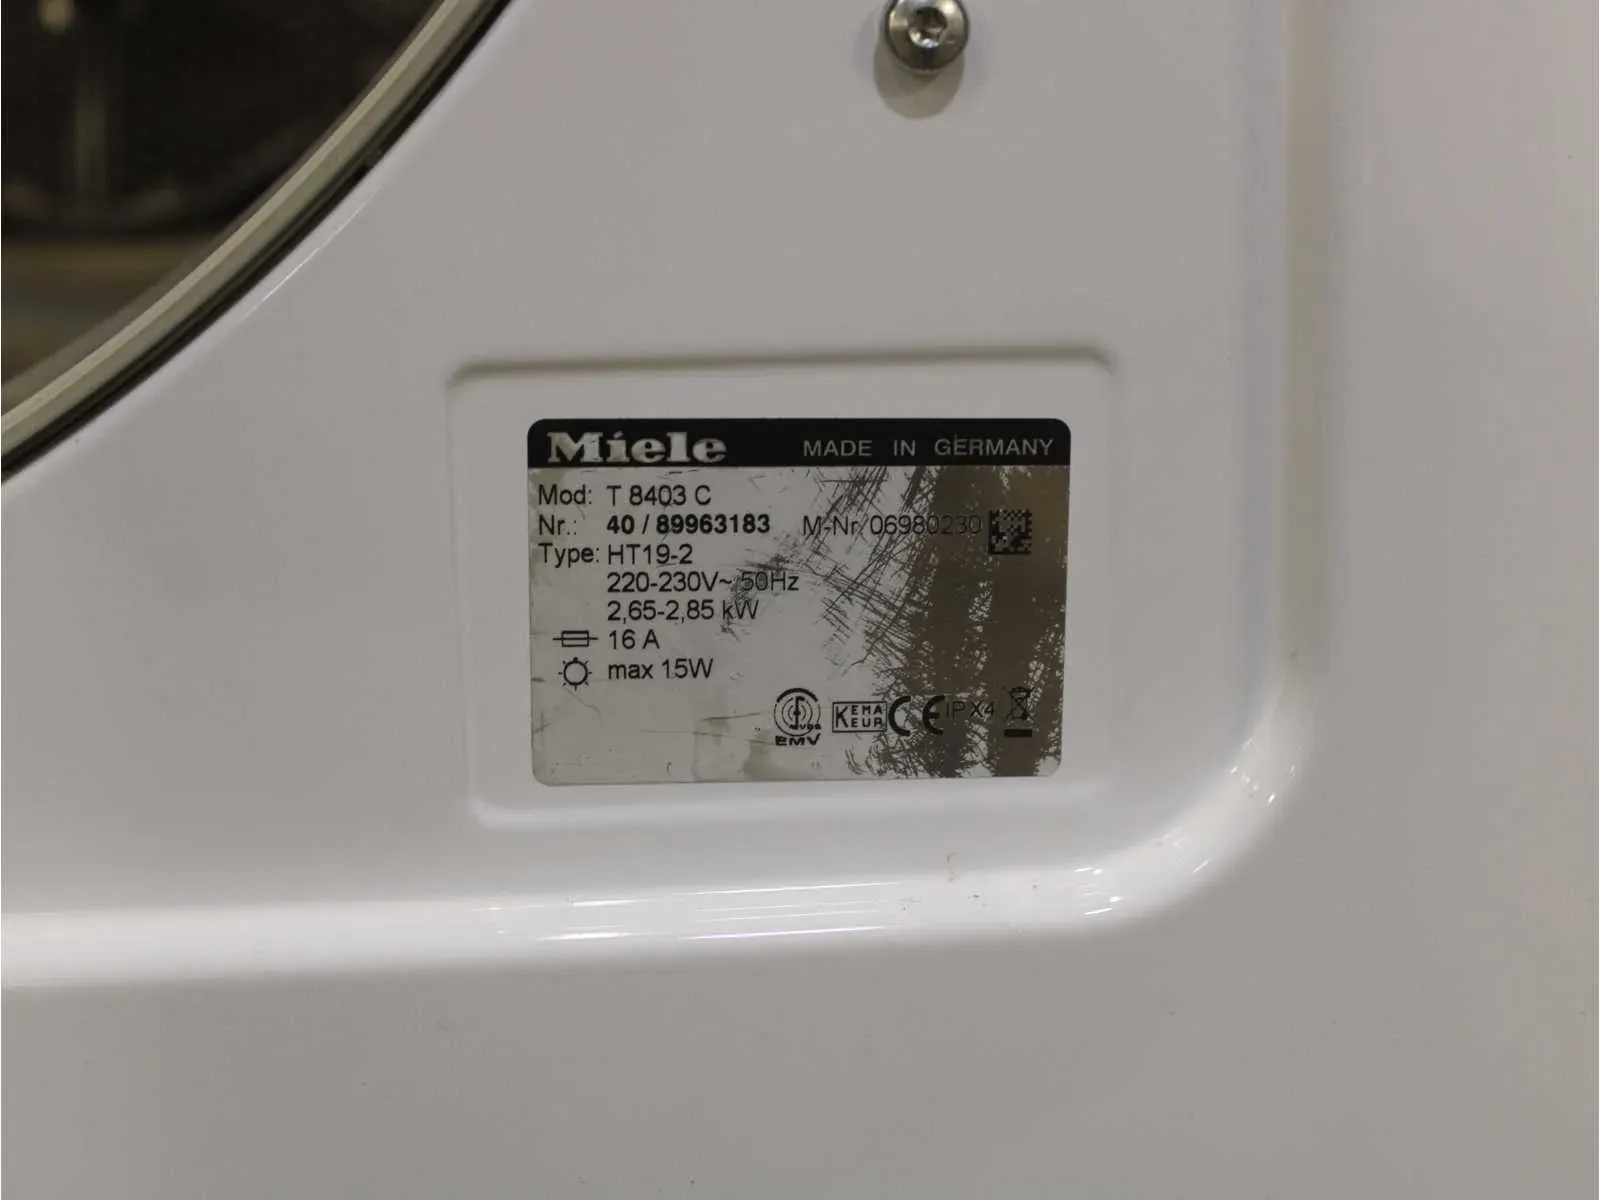 Miele MADE IN GERMANY
Mod: T 8403 C
Nr.: 40 / 89963183 M-Nr 06980230
Type: HT19-2
220-230V~ 50Hz
2,65-2,85 kW
16 A
max 15W
KEMA KEUR CE IPX4
VDE
EMV